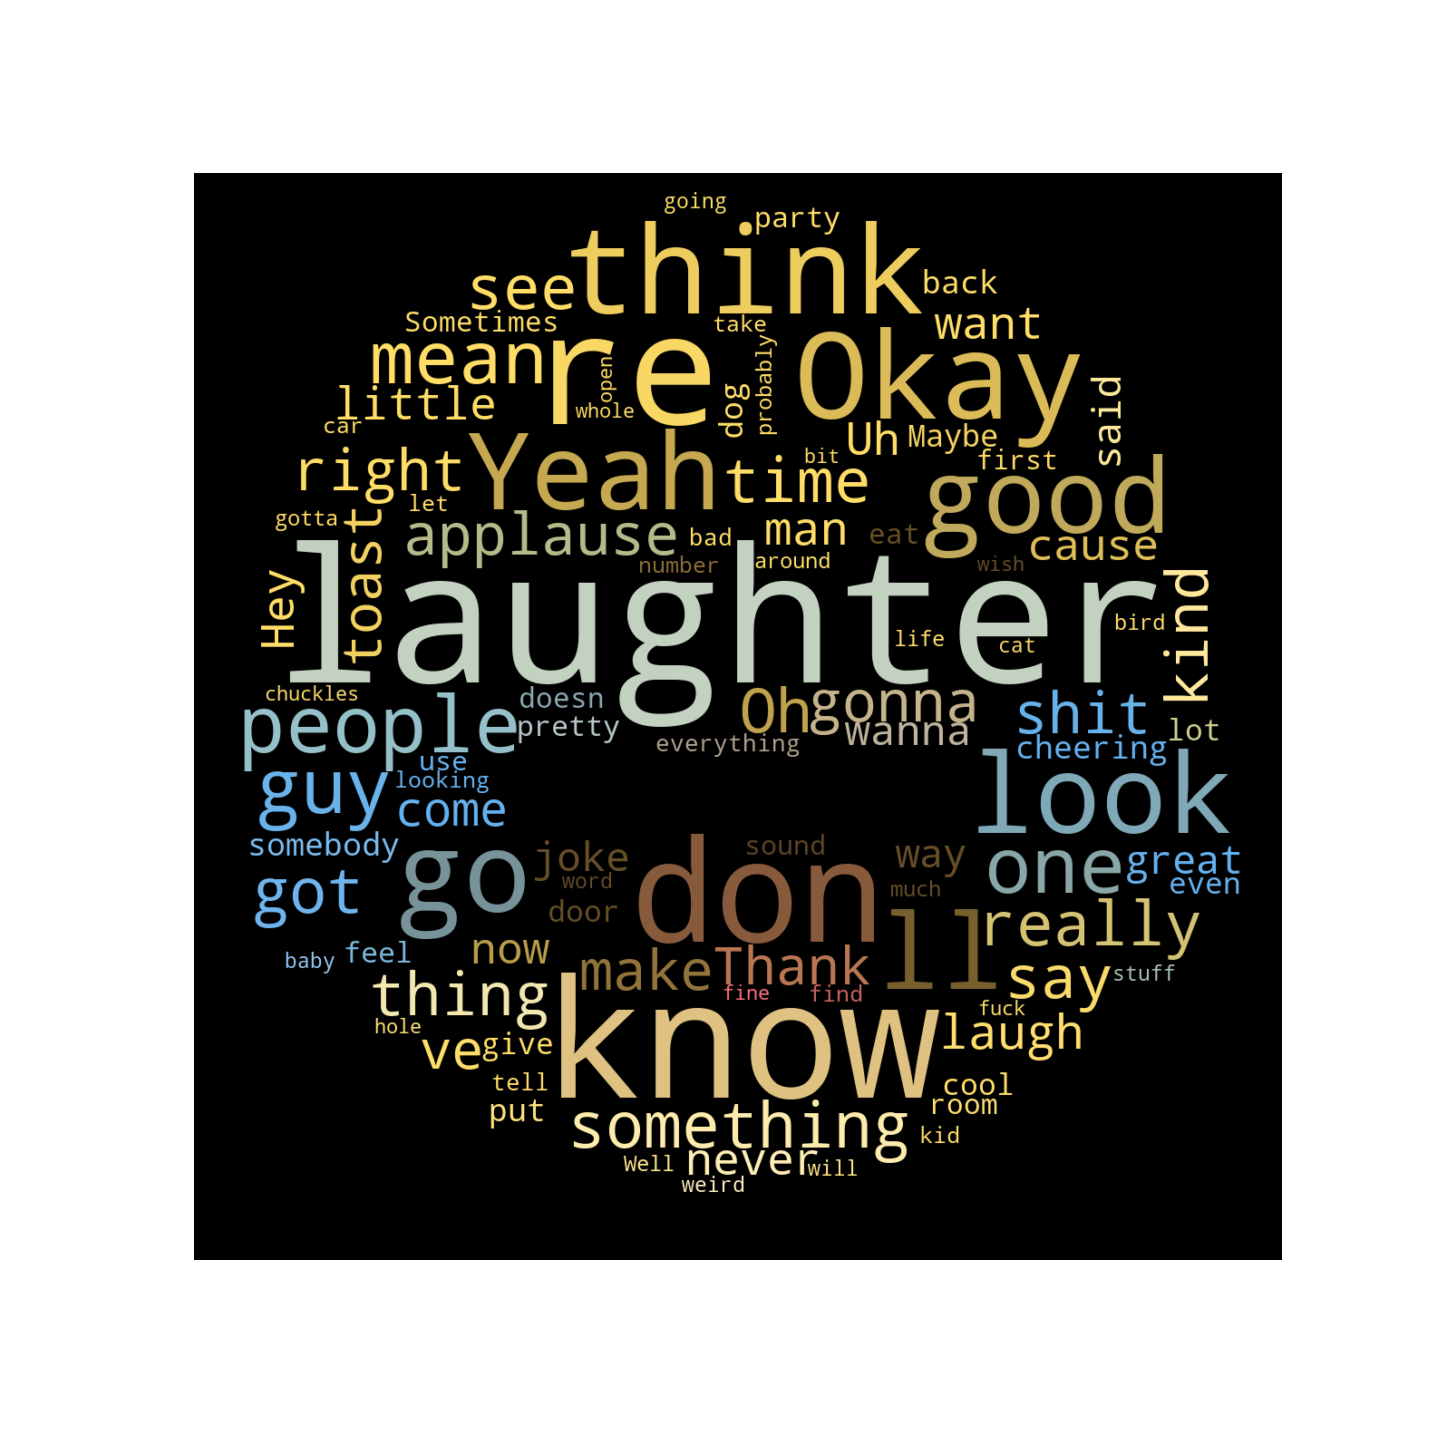 going
party
think
see
back
Sometimes
take
want
re
Okay
mean
open
probably
whole
dog
little
said
car
Uh
Maybe
Yeah
right
bit
first
time
good
let
gotta
toast
applause
bad
man
eat
cause
number
around
wish
Hey
laughter
kind
bird
life
cat
chuckles
people
doesn
pretty
Oh
gonna
wanna
shit
lot
everything
cheering
use
guy
looking
come
look
somebody
go
joke
don
sound
way
one
great
got
word
much
even
door
ll
really
now
feel
baby
make
Thank
say
stuff
thing
fine
find
hole
know
fuck
ve
give
laugh
tell
cool
put
room
something
kid
Well
never
will
weird